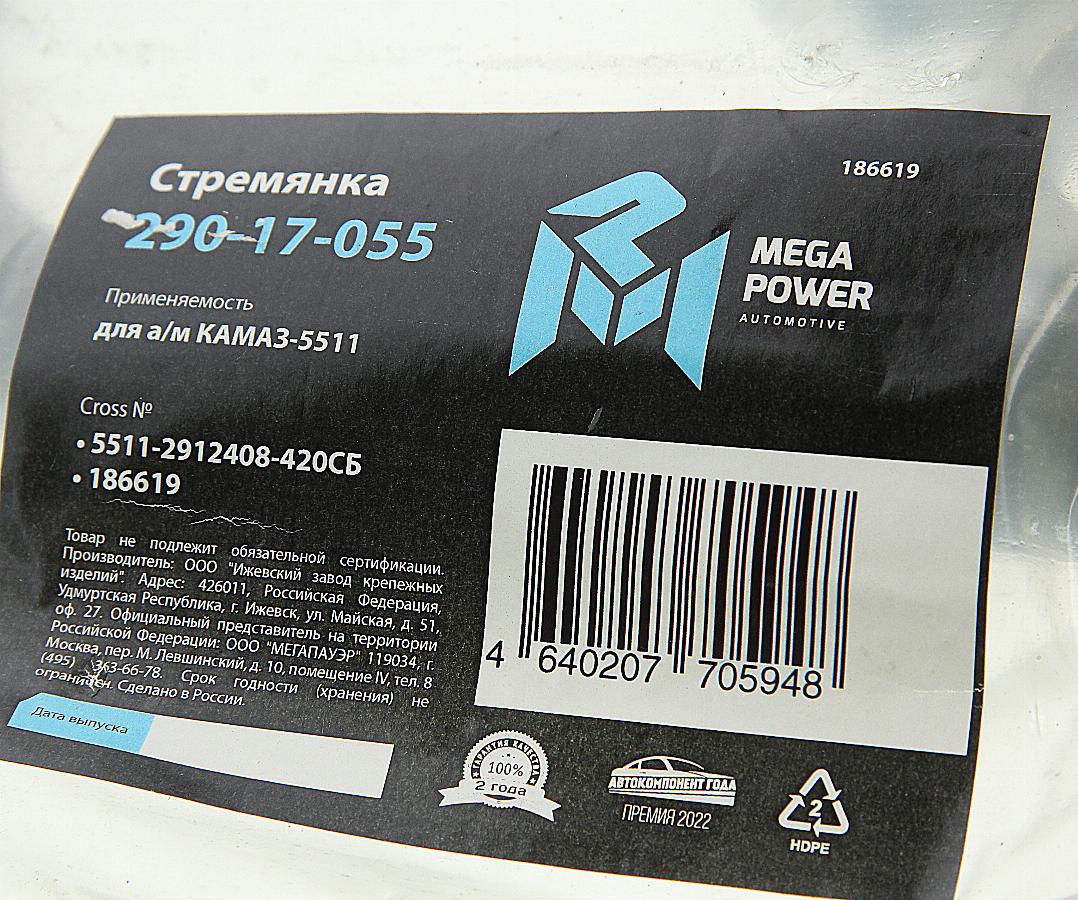 Стремянка
290-17-055
Применяемость
для а/м КАМАЗ-5511
Cross №
• 5511-2912408-420СБ
• 186619
Товар не подлежит обязательной сертификации.
Производитель: ООО "Ижевский завод крепежных
изделий". Адрес: 426011, Российская Федерация,
Удмуртская Республика, г. Ижевск, ул. Майская, д. 51,
оф. 27. Официальный представитель на территории
Российской Федерации: ООО "МЕГАПАУЭР" 119034, г.
Москва, пер. М. Левшинский, д. 10, помещение IV, тел. 8
(495) 363-66-78. Срок годности (хранения) не
ограничен. Сделано в России.
Дата выпуска
186619
MEGA
POWER
AUTOMOTIVE
4 640207 705948
ГАРАНТИЯ КАЧЕСТВА
100%
2 года
АВТОКОМПОНЕНТ ГОДА
ПРЕМИЯ 2022
2
HDPE